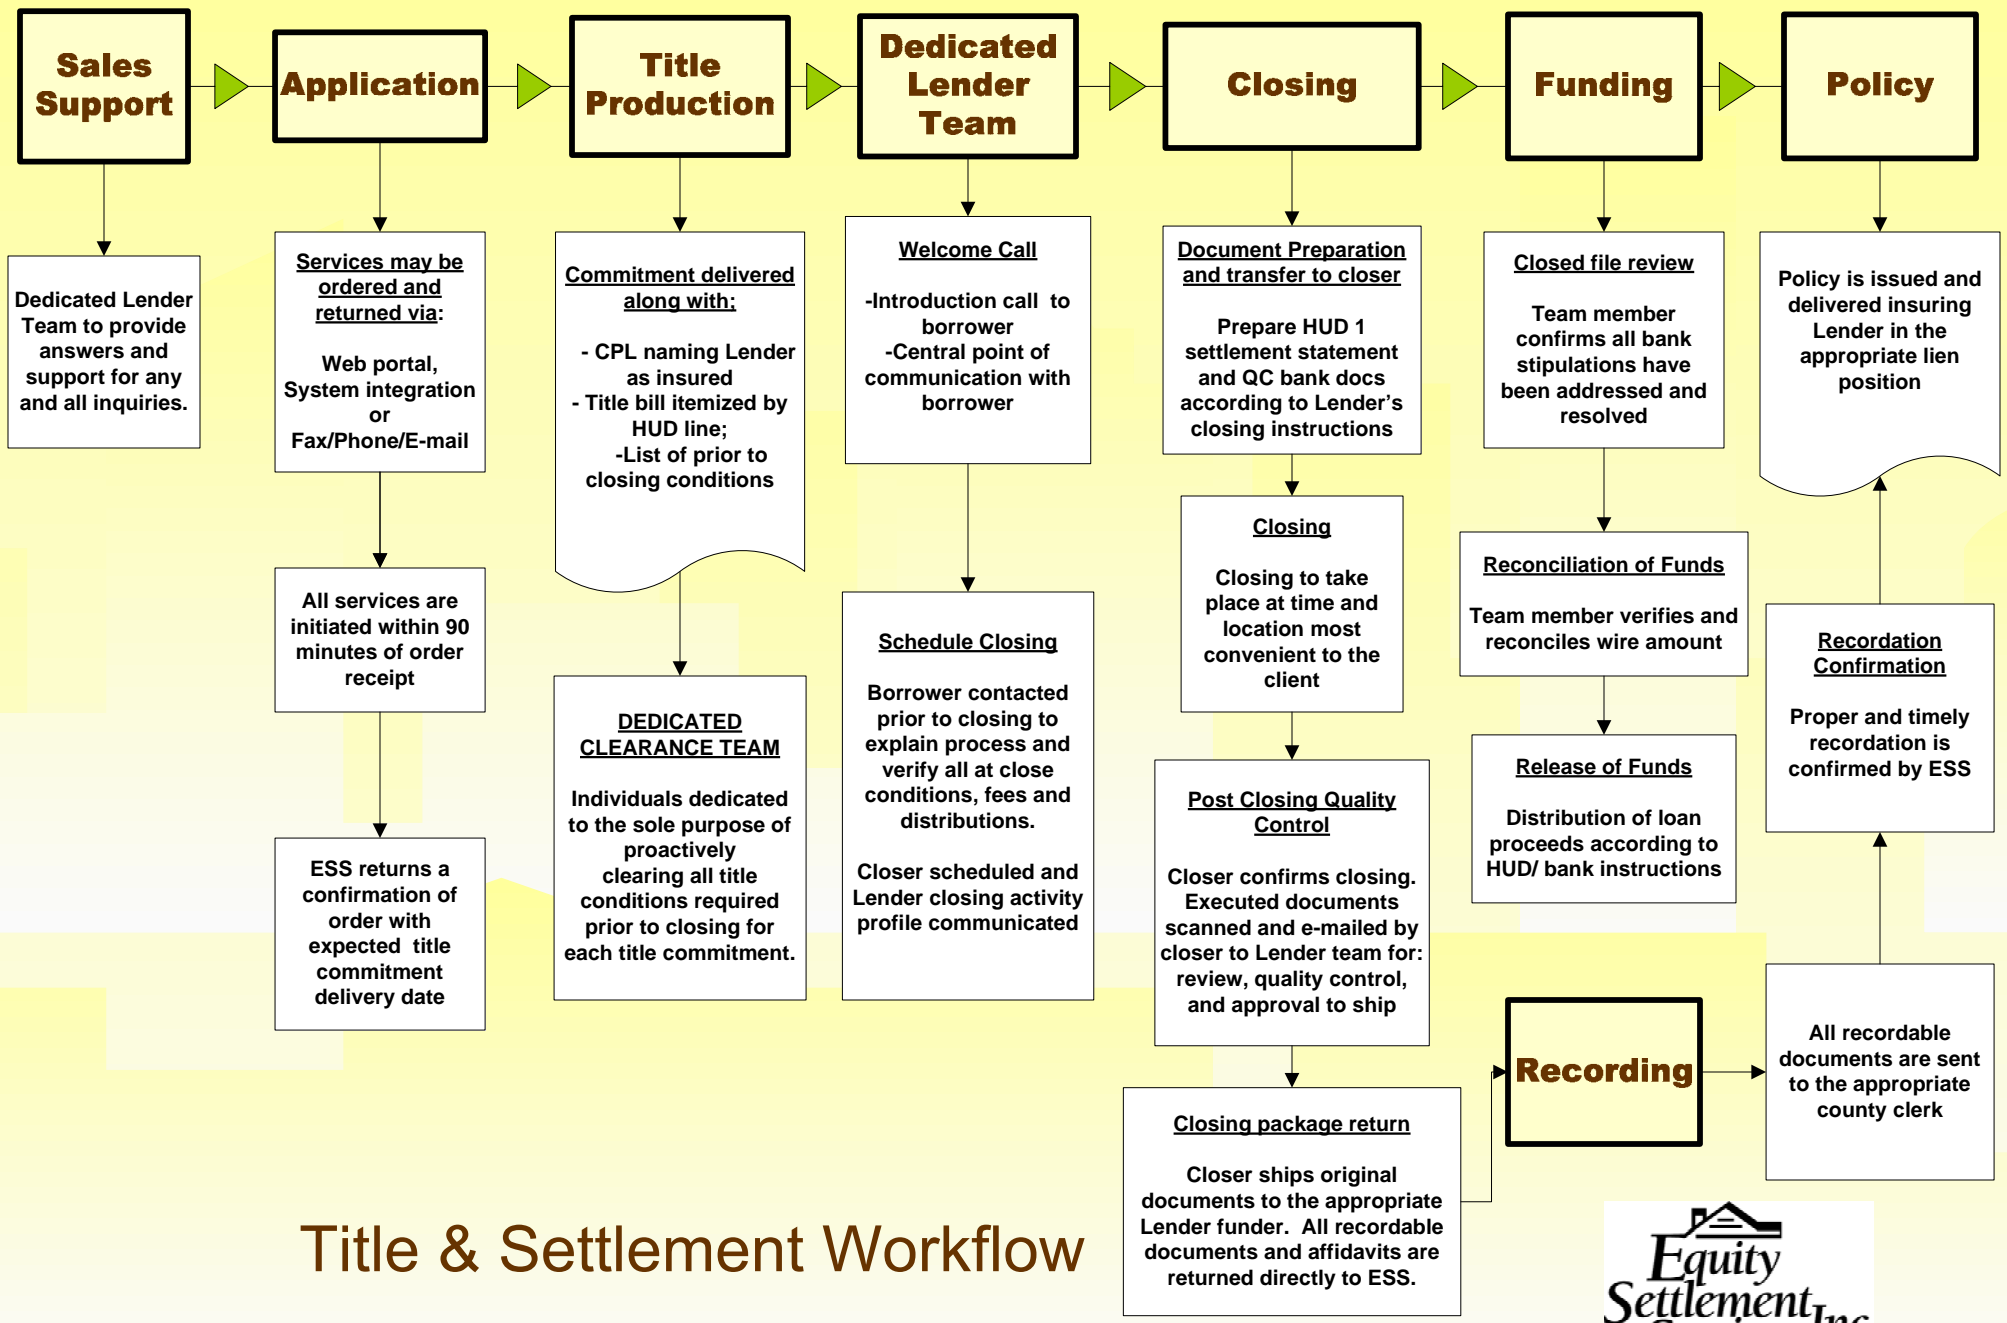 Sales
Support
Application
Title
Production
Dedicated
Lender
Team
Closing
Funding
Policy
Dedicated Lender
Team to provide
answers and
support for any
and all inquiries.
Services may be
ordered and
returned via:
Web portal,
System integration
or
Fax/Phone/E-mail
All services are
initiated within 90
minutes of order
receipt
ESS returns a
confirmation of
order with
expected title
commitment
delivery date
Commitment delivered
along with;
- CPL naming Lender
as insured
- Title bill itemized by
HUD line;
-List of prior to
closing conditions
DEDICATED
CLEARANCE TEAM
Individuals dedicated
to the sole purpose of
proactively
clearing all title
conditions required
prior to closing for
each title commitment.
Welcome Call
-Introduction call to
borrower
-Central point of
communication with
borrower
Schedule Closing
Borrower contacted
prior to closing to
explain process and
verify all at close
conditions, fees and
distributions.
Closer scheduled and
Lender closing activity
profile communicated
Document Preparation
and transfer to closer
Prepare HUD 1
settlement statement
and QC bank docs
according to Lender's
closing instructions
Closing
Closing to take
place at time and
location most
convenient to the
client
Post Closing Quality
Control
Closer confirms closing.
Executed documents
scanned and e-mailed by
closer to Lender team for:
review, quality control,
and approval to ship
Closing package return
Closer ships original
documents to the appropriate
Lender funder. All recordable
documents and affidavits are
returned directly to ESS.
Closed file review
Team member
confirms all bank
stipulations have
been addressed and
resolved
Reconciliation of Funds
Team member verifies and
reconciles wire amount
Release of Funds
Distribution of loan
proceeds according to
HUD/ bank instructions
Recording
All recordable
documents are sent
to the appropriate
county clerk
Recordation
Confirmation
Proper and timely
recordation is
confirmed by ESS
Policy is issued and
delivered insuring
Lender in the
appropriate lien
position
Title & Settlement Workflow
Equity
Settlement
Inc